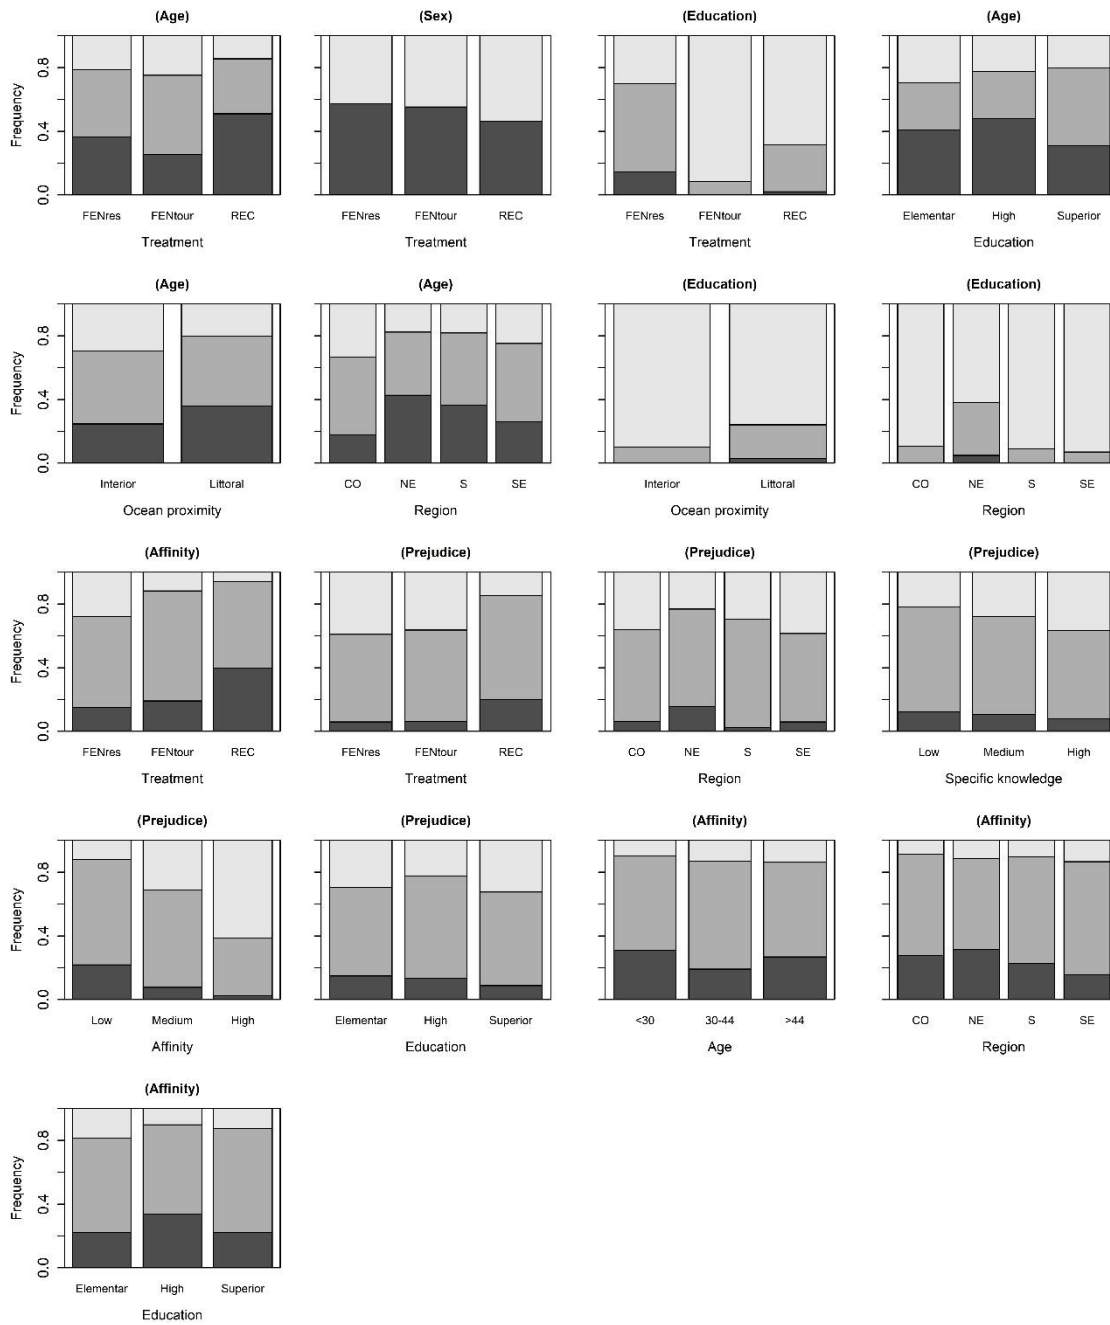 (Age) (Sex) (Education) (Age)
Frequency
0.8
0.4
0.0
FENres FENtour REC FENres FENtour REC FENres FENtour REC Elementar High Superior
Treatment Treatment Treatment Education
(Age) (Age) (Education) (Education)
Frequency
0.8
0.4
0.0
Interior Littoral CO NE S SE Interior Littoral CO NE S SE
Ocean proximity Region Ocean proximity Region
(Affinity) (Prejudice) (Prejudice) (Prejudice)
Frequency
0.8
0.4
0.0
FENres FENtour REC FENres FENtour REC CO NE S SE Low Medium High
Treatment Treatment Region Specific knowledge
(Prejudice) (Prejudice) (Affinity) (Affinity)
Frequency
0.8
0.4
0.0
Low Medium High Elementar High Superior <30 30-44 >44 CO NE S SE
Affinity Education Age Region
(Affinity)
Frequency
0.8
0.4
0.0
Elementar High Superior
Education